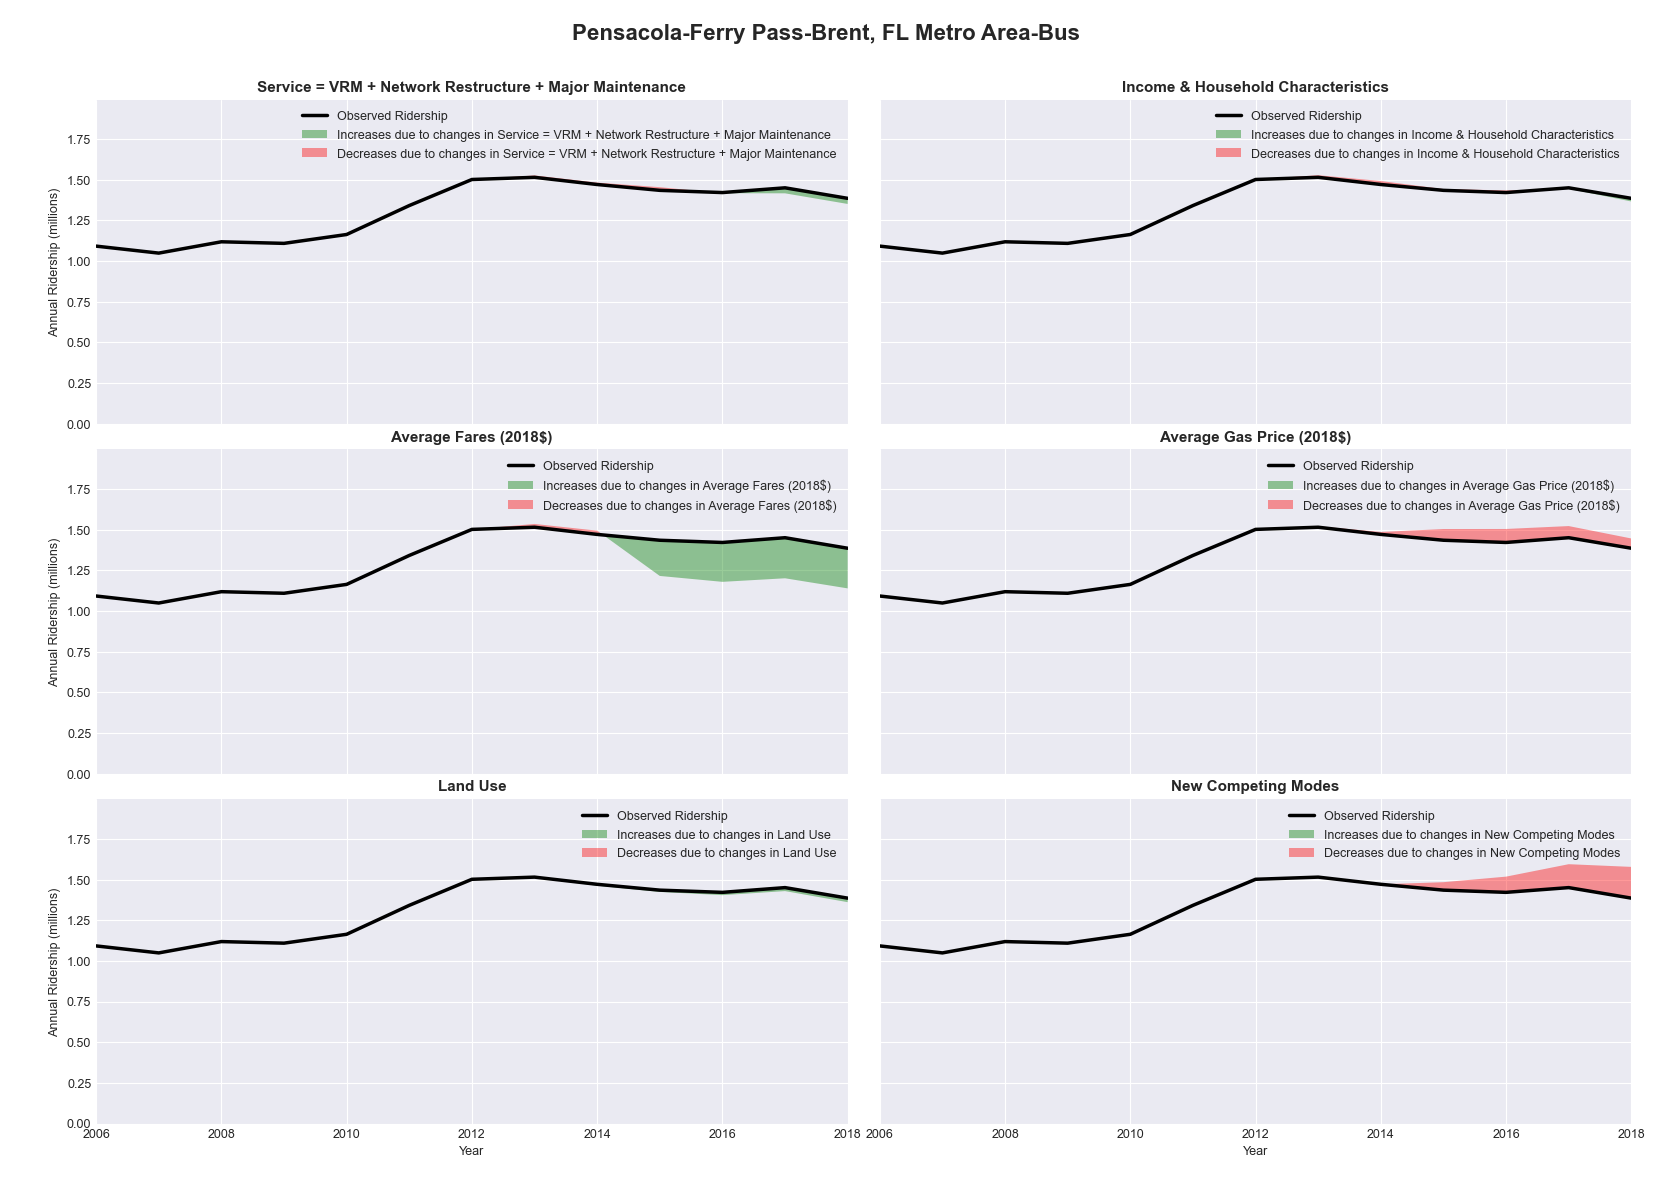 Pensacola-Ferry Pass-Brent, FL Metro Area-Bus
Service = VRM + Network Restructure + Major Maintenance
Observed Ridership
Increases due to changes in Service = VRM + Network Restructure + Major Maintenance
Decreases due to changes in Service = VRM + Network Restructure + Major Maintenance
1.75
1.50
1.25
1.00
0.75
0.50
0.25
0.00
Annual Ridership (millions)
Income & Household Characteristics
Observed Ridership
Increases due to changes in Income & Household Characteristics
Decreases due to changes in Income & Household Characteristics
Average Fares (2018$)
Observed Ridership
Increases due to changes in Average Fares (2018$)
Decreases due to changes in Average Fares (2018$)
1.75
1.50
1.25
1.00
0.75
0.50
0.25
0.00
Annual Ridership (millions)
Average Gas Price (2018$)
Observed Ridership
Increases due to changes in Average Gas Price (2018$)
Decreases due to changes in Average Gas Price (2018$)
Land Use
Observed Ridership
Increases due to changes in Land Use
Decreases due to changes in Land Use
1.75
1.50
1.25
1.00
0.75
0.50
0.25
0.00
Annual Ridership (millions)
2006 2008 2010 2012 2014 2016 2018
Year
New Competing Modes
Observed Ridership
Increases due to changes in New Competing Modes
Decreases due to changes in New Competing Modes
2006 2008 2010 2012 2014 2016 2018
Year